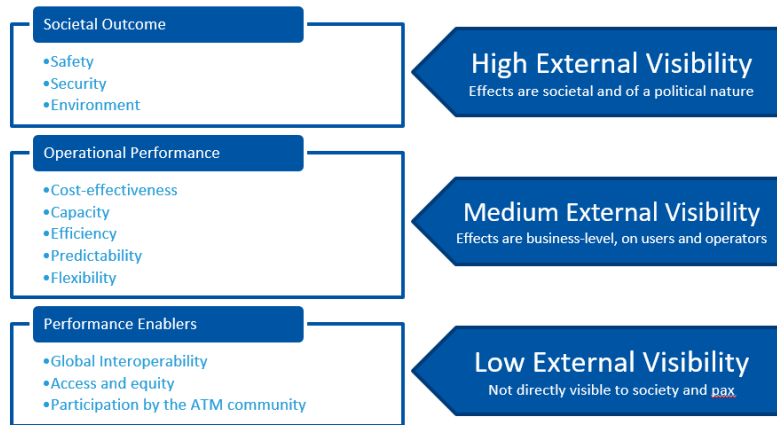 Societal Outcome
•Safety
•Security
•Environment
High External Visibility
Effects are societal and of a political nature
Operational Performance
•Cost-effectiveness
•Capacity
•Efficiency
•Predictability
•Flexibility
Medium External Visibility
Effects are business-level, on users and operators
Performance Enablers
•Global Interoperability
•Access and equity
•Participation by the ATM community
Low External Visibility
Not directly visible to society and pax